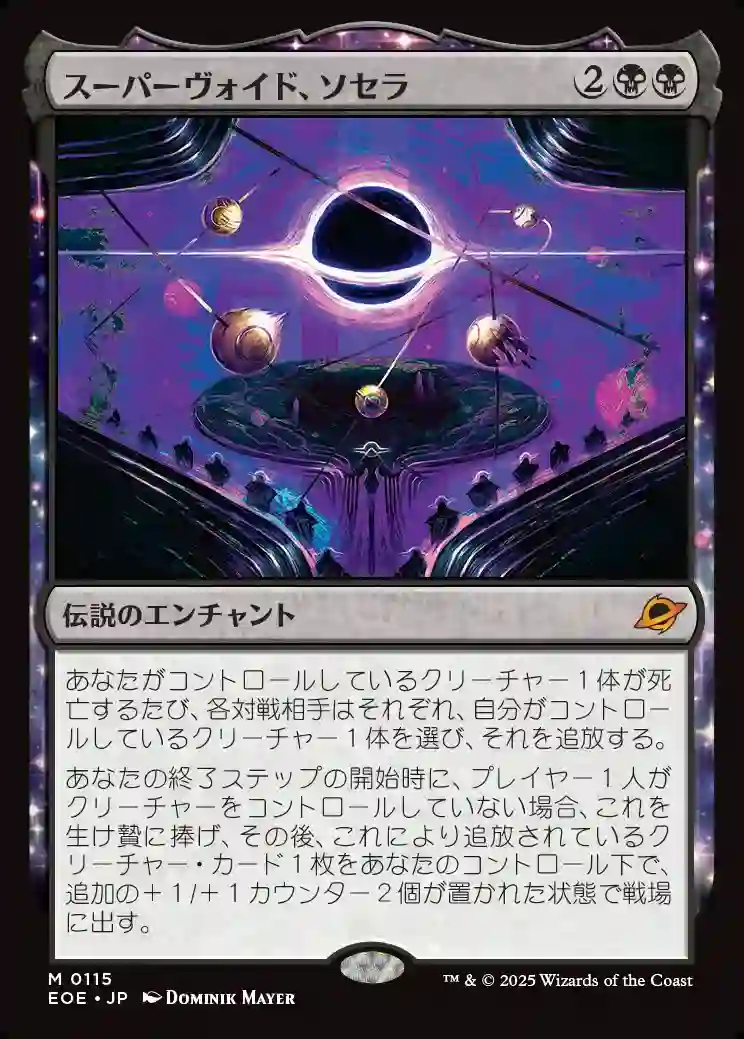 スーパーヴォイド、ソセラ 2
伝説のエンチャント
あなたがコントロールしているクリーチャー1体が死
亡するたび、各対戦相手はそれぞれ、自分がコントロー
ルしているクリーチャー1体を選び、それを追放する。
あなたの終了ステップの開始時に、プレイヤー1人が
クリーチャーをコントロールしていない場合、これを
生け贄に捧げ、その後、これにより追放されているク
リーチャー・カード1枚をあなたのコントロール下で、
追加の+1/+1カウンター2個が置かれた状態で戦場
に出す。
M 0115
EOE • JP DOMINIK MAYER
™ & © 2025 Wizards of the Coast